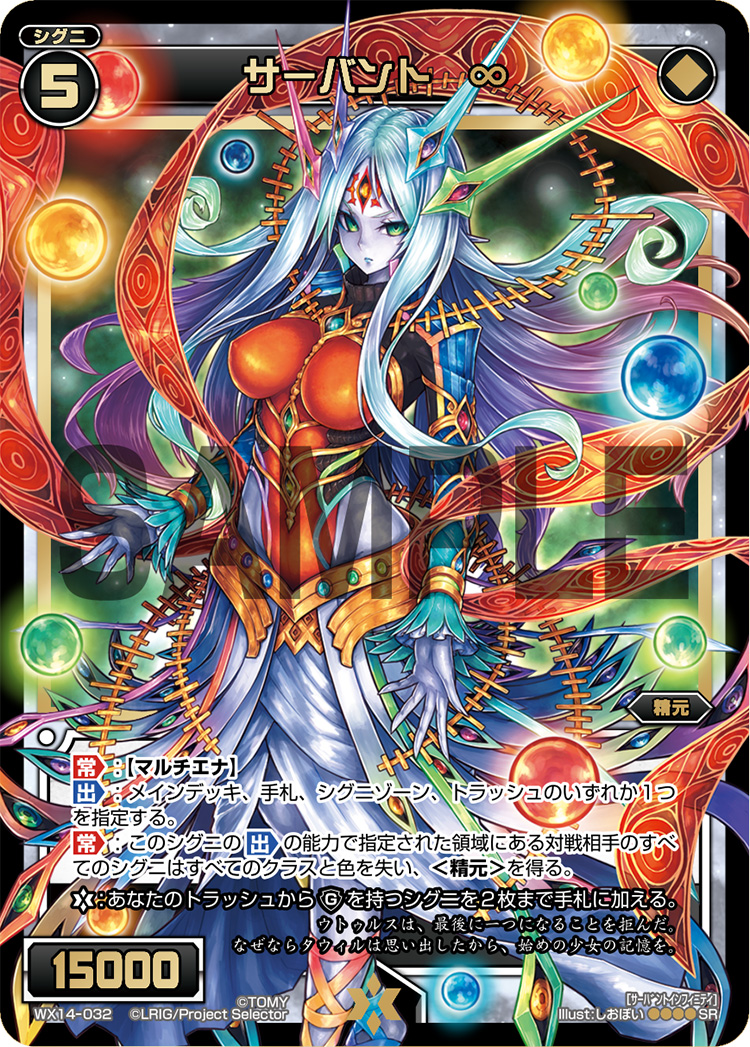 シグニ
5
サーバント ∞
SAMPLE
精元
常:【マルチエナ】
出:メインデッキ、手札、シグニゾーン、トラッシュのいずれか1つ
を指定する。
常:このシグニの出の能力で指定された領域にある対戦相手のすべ
てのシグニはすべてのクラスと色を失い、<精元>を得る。
:あなたのトラッシュからGを持つシグニを2枚まで手札に加える。
ウトゥルスは、最後に一つになることを拒んだ。
なぜならタウィルは思い出したから、始めの少女の記憶を。
15000
©TOMY
[サーバントインフィニティ]
WX14-032 ©LRIG/Project Selector
Illust:しおぼい SR